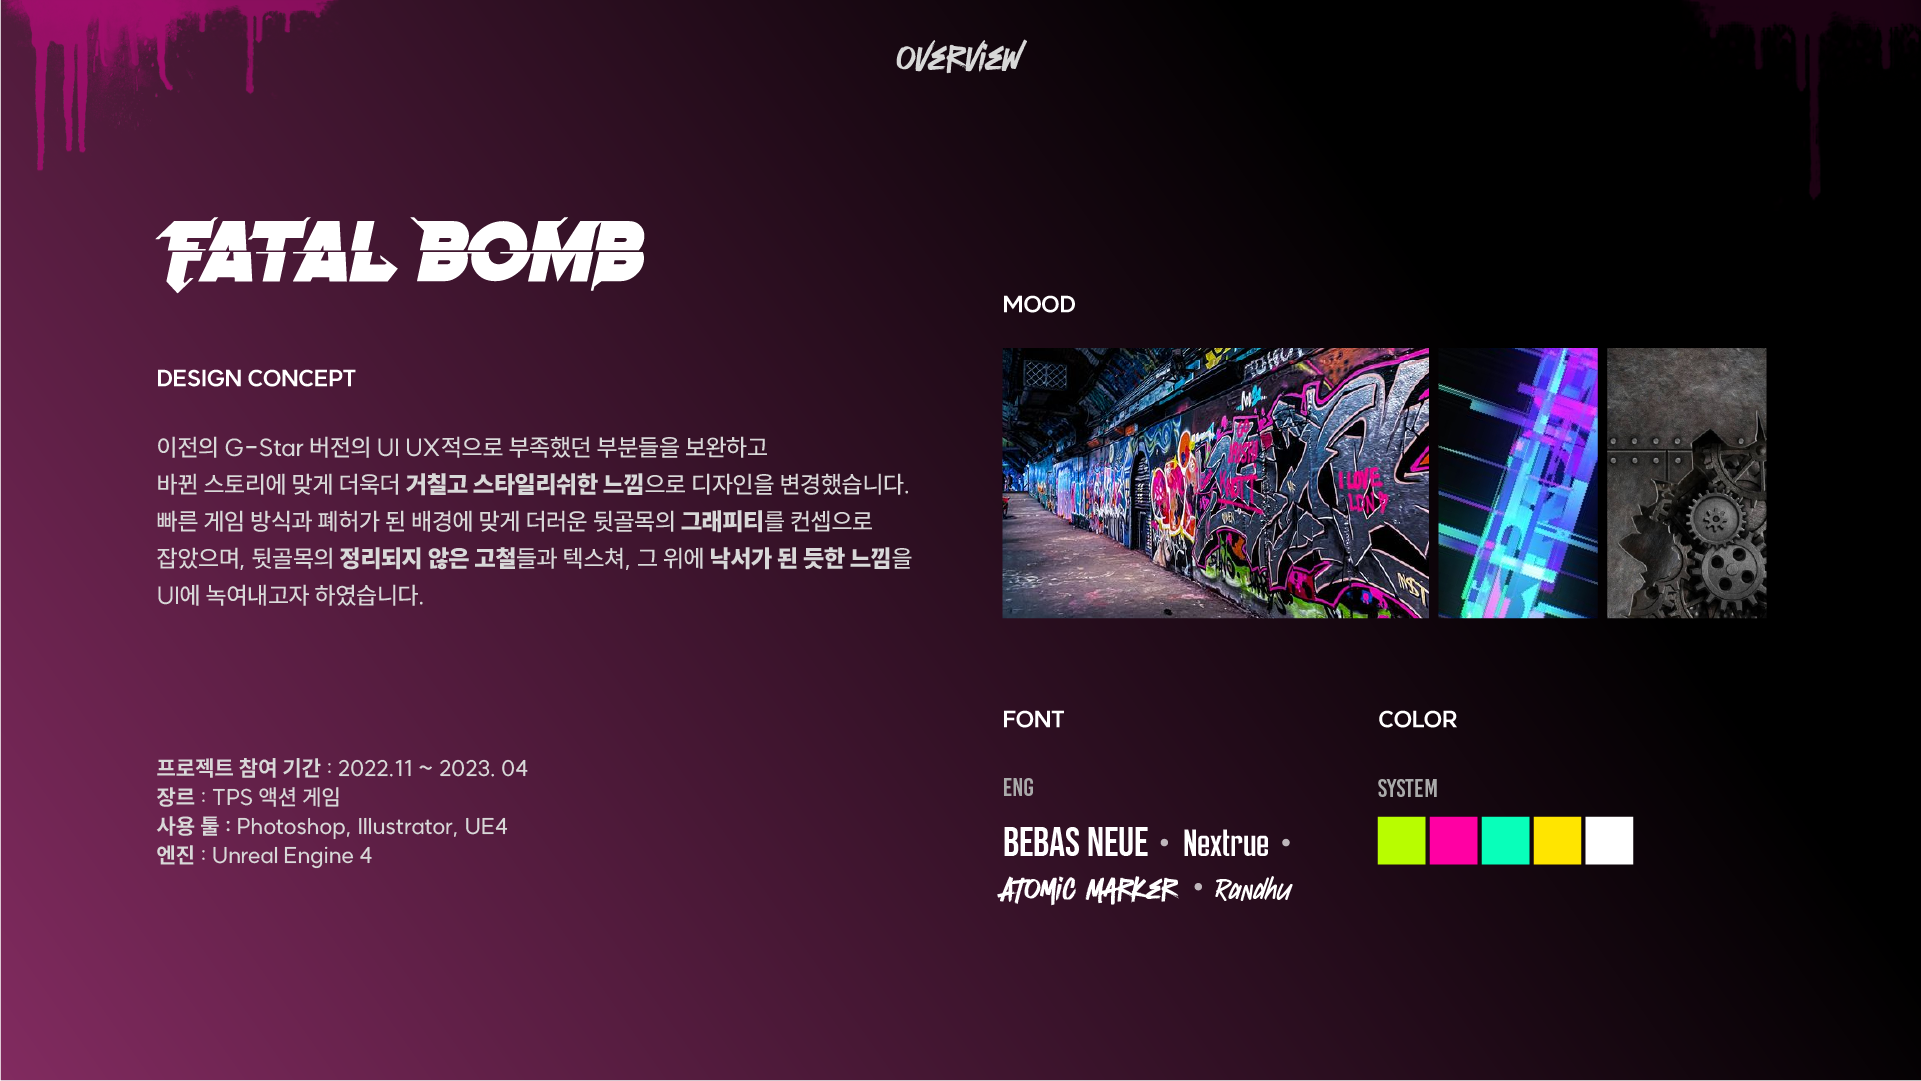 OVERVIEW
FATAL BOMB
DESIGN CONCEPT
이전의 G-Star 버전의 UI UX적으로 부족했던 부분들을 보완하고
바뀐 스토리에 맞게 더욱더 거칠고 스타일리쉬한 느낌으로 디자인을 변경했습니다.
빠른 게임 방식과 폐허가 된 배경에 맞게 더러운 뒷골목의 그래피티를 컨셉으로
잡았으며, 뒷골목의 정리되지 않은 고철들과 텍스쳐, 그 위에 낙서가 된 듯한 느낌을
UI에 녹여내고자 하였습니다.
프로젝트 참여 기간 : 2022.11 ~ 2023. 04
장르 : TPS 액션 게임
사용 툴 : Photoshop, Illustrator, UE4
엔진 : Unreal Engine 4
MOOD
I LOVE
LDN
FONT
ENG
BEBAS NEUE • Nextrue •
ATOMIC MARKER • Randhu
COLOR
SYSTEM